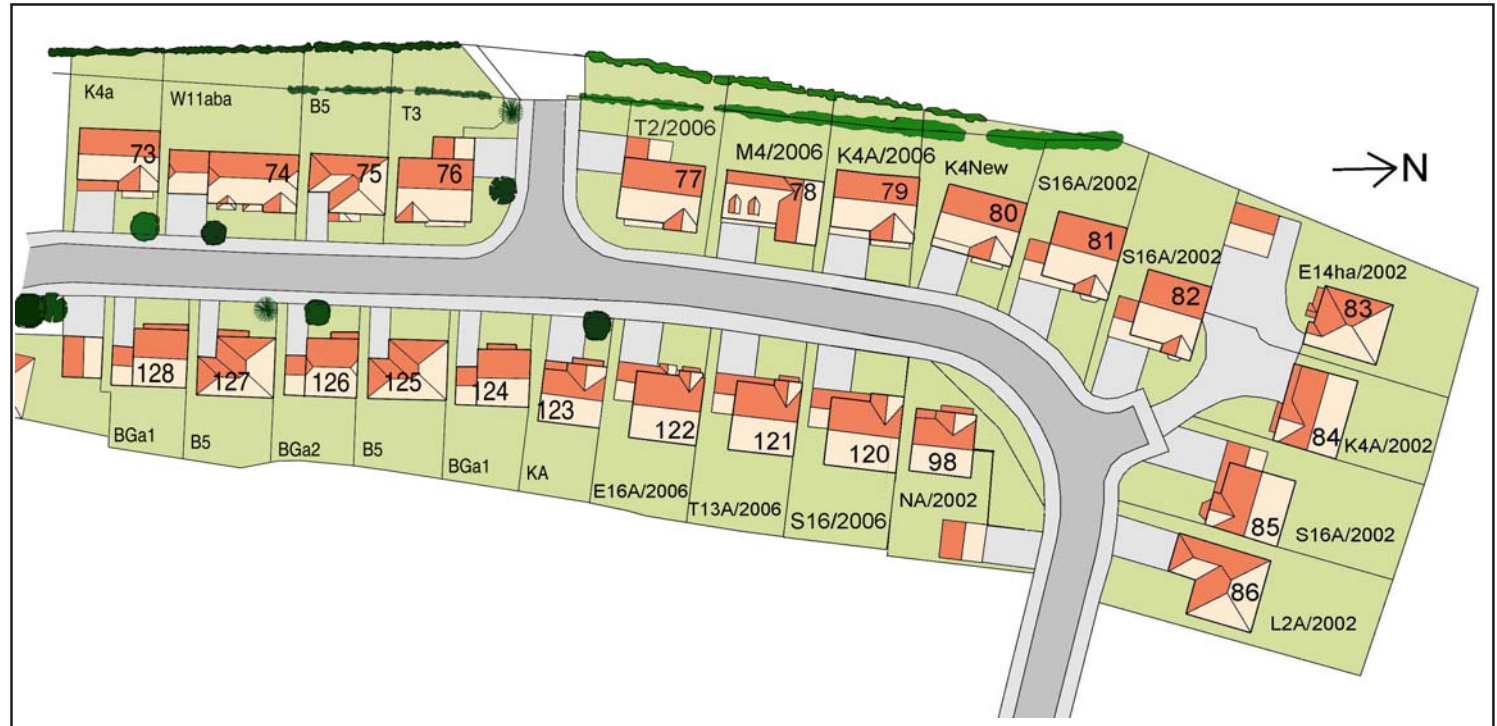 K4a
W11aba
B5
T3
T2/2006
M4/2006
K4A/2006
K4New
S16A/2002
N
73
74
75
76
77
78
79
80
81
S16A/2002
82
E14ha/2002
83
128
127
126
125
124
123
122
121
120
98
84
K4A/2002
BGa1
B5
BGa2
B5
BGa1
KA
E16A/2006
T13A/2006
S16/2006
NA/2002
85
S16A/2002
86
L2A/2002